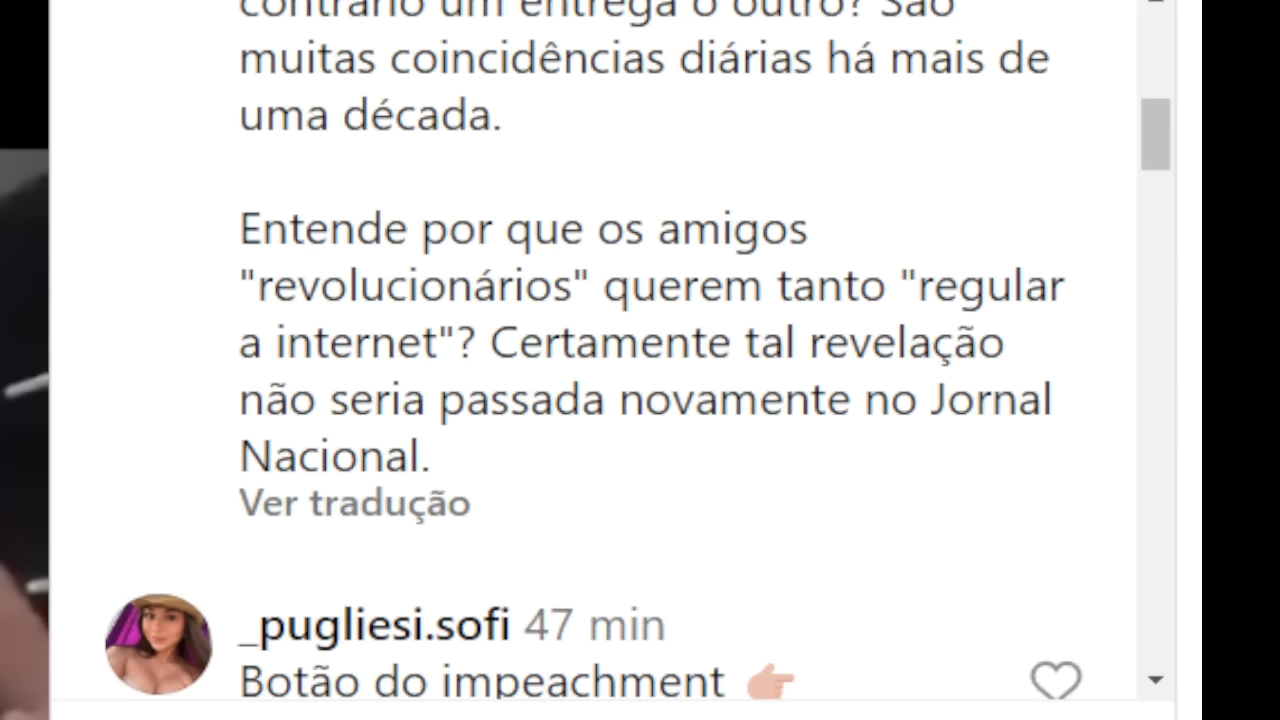 contrário um entrega o outro? São
muitas coincidências diárias há mais de
uma década.
Entende por que os amigos
"revolucionários" querem tanto "regular
a internet"? Certamente tal revelação
não seria passada novamente no Jornal
Nacional.
Ver tradução
_pugliesi.sofi 47 min
Botão do impeachment 👉